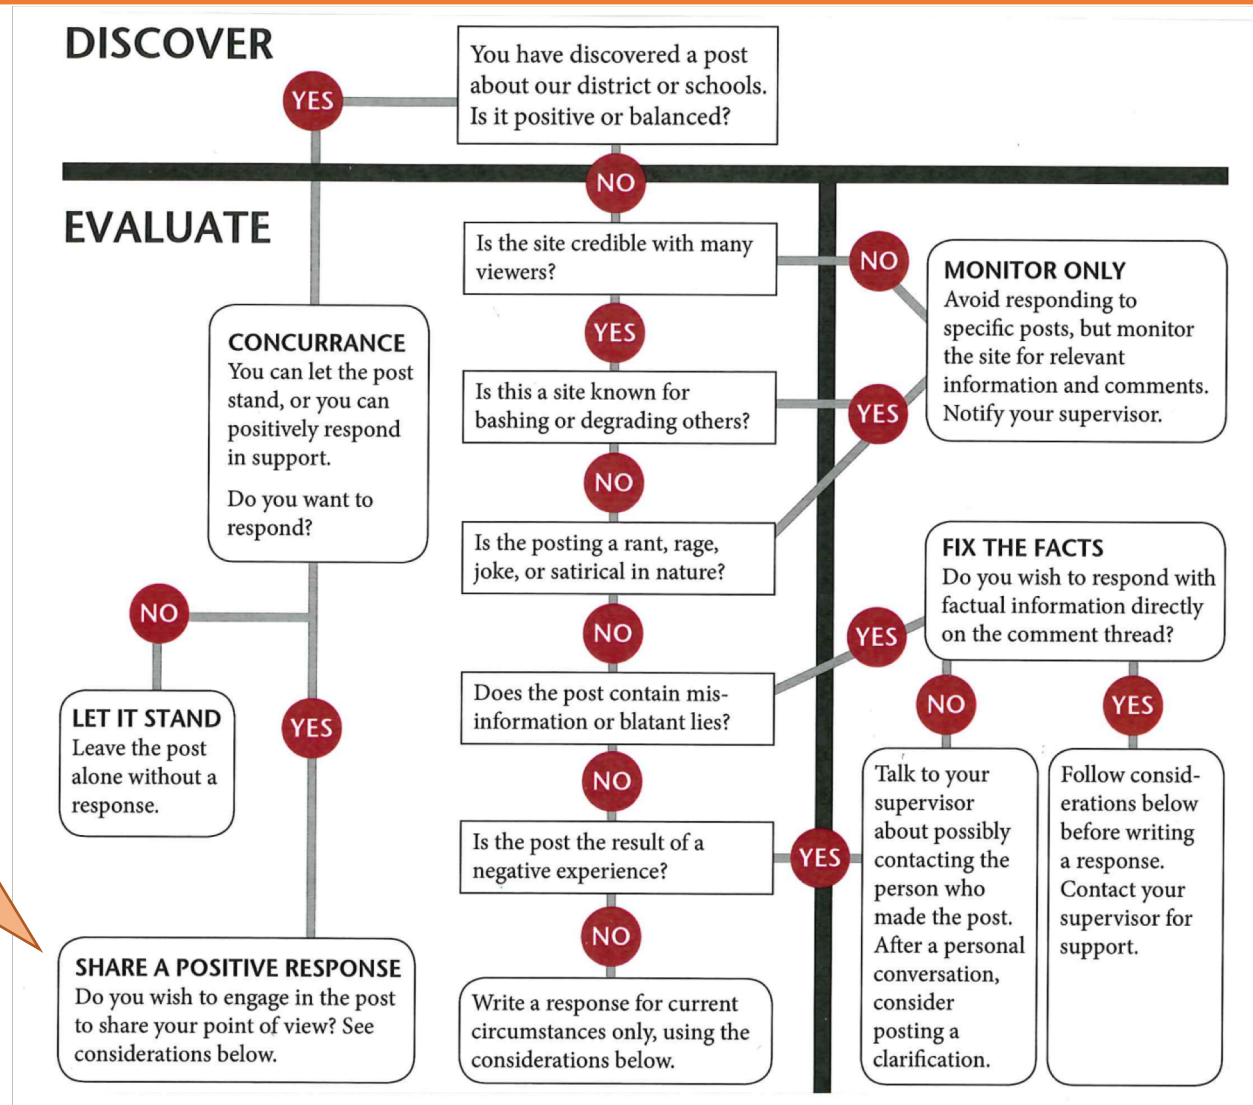 DISCOVER
You have discovered a post
about our district or schools.
Is it positive or balanced?
YES
NO
EVALUATE
Is the site credible with many
viewers?
NO
MONITOR ONLY
Avoid responding to
specific posts, but monitor
the site for relevant
information and comments.
Notify your supervisor.
YES
CONCURRANCE
You can let the post
stand, or you can
positively respond
in support.
Do you want to
respond?
Is this a site known for
bashing or degrading others?
YES
NO
Is the posting a rant, rage,
joke, or satirical in nature?
FIX THE FACTS
Do you wish to respond with
factual information directly
on the comment thread?
NO
NO
YES
Does the post contain mis-
information or blatant lies?
NO
YES
LET IT STAND
Leave the post
alone without a
response.
YES
NO
Talk to your
supervisor
about possibly
contacting the
person who
made the post.
After a personal
conversation,
consider
posting a
clarification.
Follow consid-
erations below
before writing
a response.
Contact your
supervisor for
support.
Is the post the result of a
negative experience?
YES
NO
SHARE A POSITIVE RESPONSE
Do you wish to engage in the post
to share your point of view? See
considerations below.
Write a response for current
circumstances only, using the
considerations below.